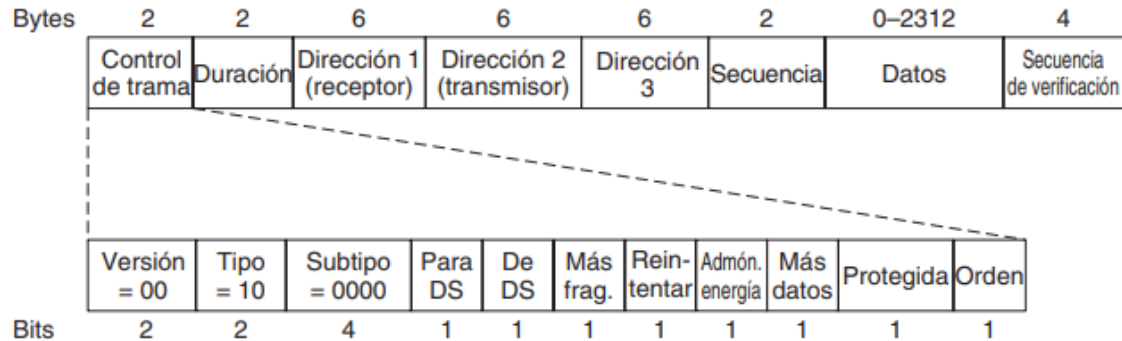 Bytes 2 2 6 6 6 2 0–2312 4
Control de trama Duración Dirección 1 (receptor) Dirección 2 (transmisor) Dirección 3 Secuencia Datos Secuencia de verificación
Versión = 00 Tipo = 10 Subtipo = 0000 Para DS De DS Más frag. Rein-tentar Admón. energía Más datos Protegida Orden
Bits 2 2 4 1 1 1 1 1 1 1 1